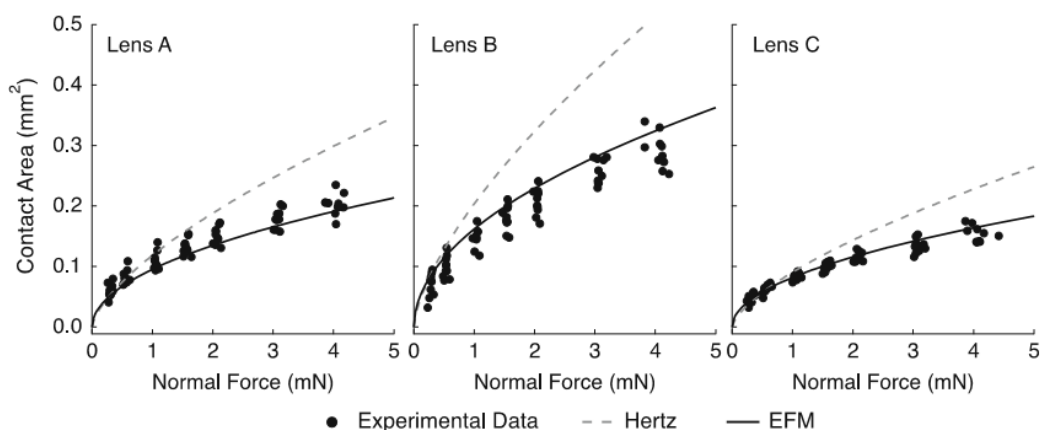 Lens A
Lens B
Lens C
0.5
0.4
0.3
0.2
0.1
0.0
Contact Area (mm²)
0 1 2 3 4 5
0 1 2 3 4 5
0 1 2 3 4 5
Normal Force (mN)
Normal Force (mN)
Normal Force (mN)
Experimental Data
Hertz
EFM